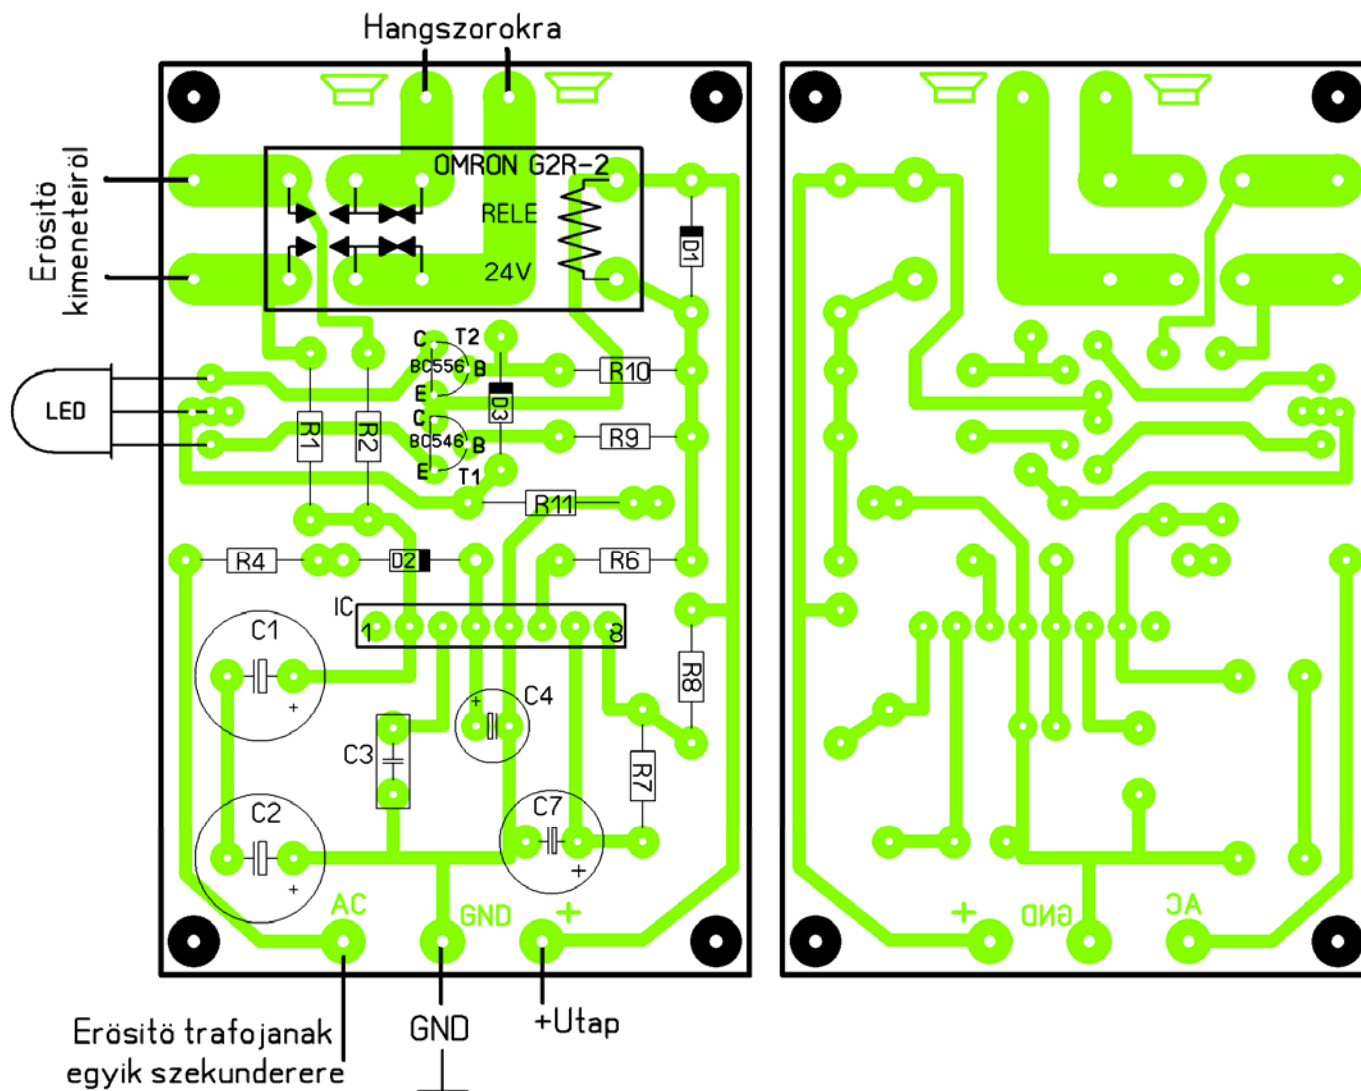 Hangszorokra
OMRON G2R-2
RELE
24V
Erösitö
kimeneteiröl
D1
LED
C
T2
BC556
B
E
R10
D3
C
BC546
B
E
T1
R9
R1
R2
R11
R4
D2
R6
IC
1
8
C1
+
C4
+
R8
C3
R7
C2
+
C7
+
AC
GND
+
Erösitö trafojanak
egyik szekunderere
GND
+Utap
+
GND
AC